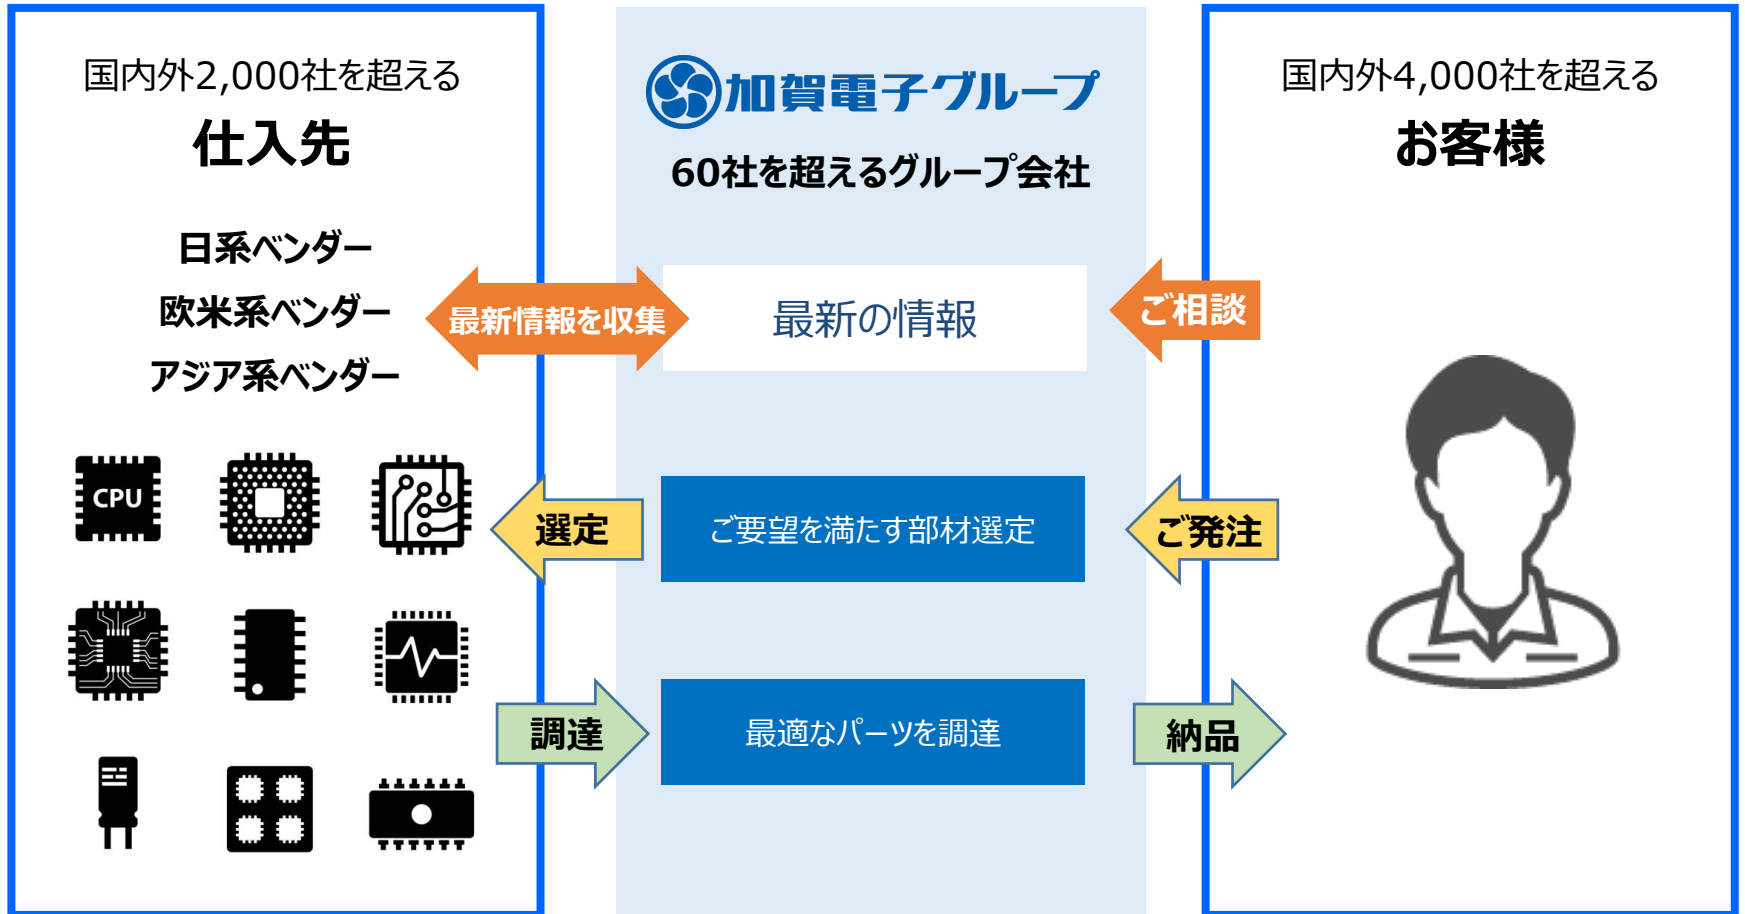 国内外2,000社を超える
仕入先
日系ベンダー
欧米系ベンダー
アジア系ベンダー
CPU
加賀電子グループ
60社を超えるグループ会社
国内外4,000社を超える
お客様
最新情報を収集
最新の情報
ご相談
選定
ご要望を満たす部材選定
ご発注
調達
最適なパーツを調達
納品